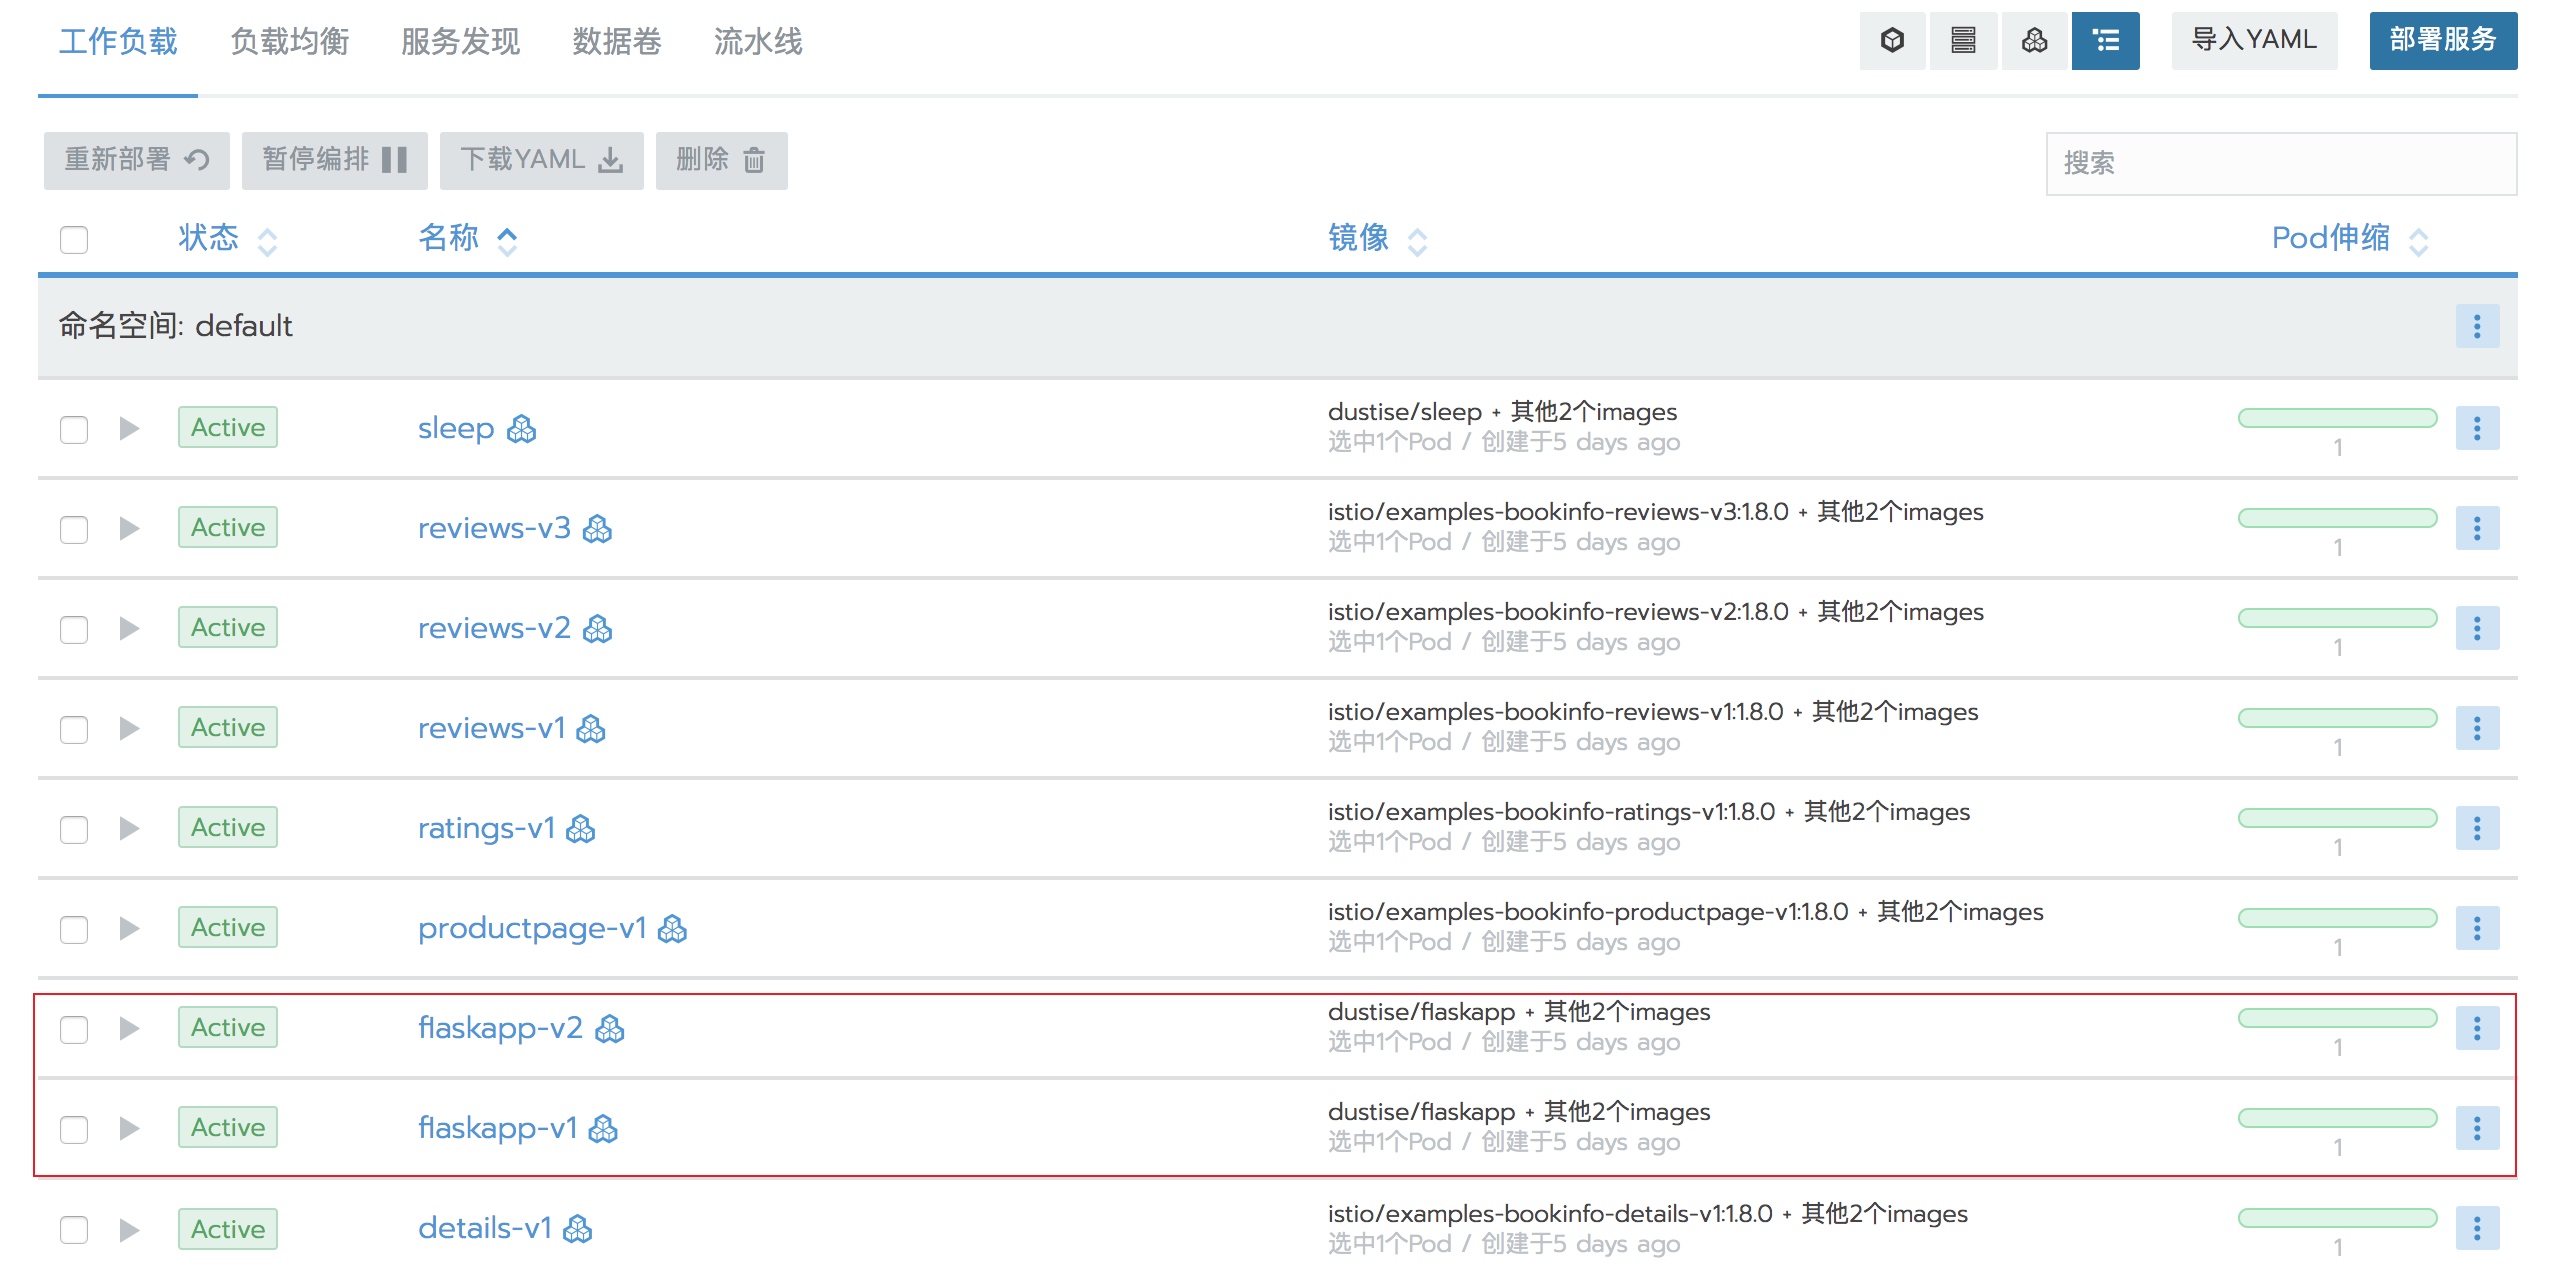 工作负载 负载均衡 服务发现 数据卷 流水线 导入YAML 部署服务
重新部署 暂停编排 下载YAML 删除 搜索
状态 名称 镜像 Pod伸缩
命名空间: default
Active sleep dustise/sleep + 其他2个images
选中1个Pod / 创建于5 days ago 1
Active reviews-v3 istio/examples-bookinfo-reviews-v3:1.8.0 + 其他2个images
选中1个Pod / 创建于5 days ago 1
Active reviews-v2 istio/examples-bookinfo-reviews-v2:1.8.0 + 其他2个images
选中1个Pod / 创建于5 days ago 1
Active reviews-v1 istio/examples-bookinfo-reviews-v1:1.8.0 + 其他2个images
选中1个Pod / 创建于5 days ago 1
Active ratings-v1 istio/examples-bookinfo-ratings-v1:1.8.0 + 其他2个images
选中1个Pod / 创建于5 days ago 1
Active productpage-v1 istio/examples-bookinfo-productpage-v1:1.8.0 + 其他2个images
选中1个Pod / 创建于5 days ago 1
Active flaskapp-v2 dustise/flaskapp + 其他2个images
选中1个Pod / 创建于5 days ago 1
Active flaskapp-v1 dustise/flaskapp + 其他2个images
选中1个Pod / 创建于5 days ago 1
Active details-v1 istio/examples-bookinfo-details-v1:1.8.0 + 其他2个images
选中1个Pod / 创建于5 days ago 1